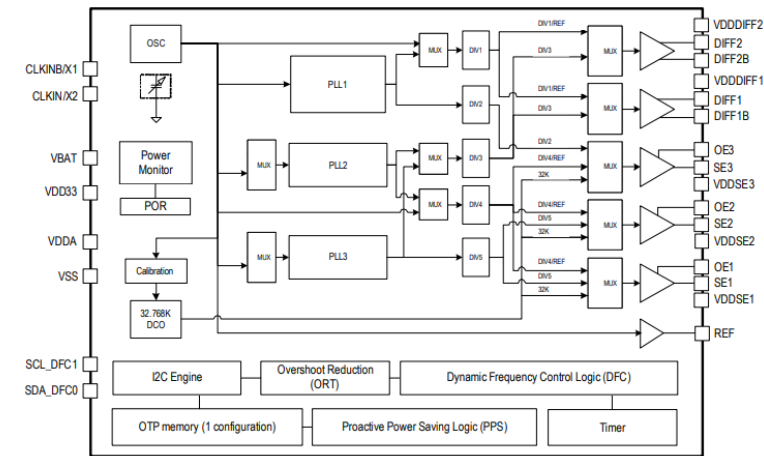 VDDDIFF2
OSC
DIV1/REF
DIFF2
MUX
DIV1
DIV3
MUX
DIFF2B
CLKINB/X1
PLL1
VDDDIFF1
CLKIN/X2
DIV1/REF
DIFF1
DIV2
DIV3
MUX
DIFF1B
DIV2
OE3
VBAT
Power
Monitor
MUX
PLL2
MUX
DIV3
DIV4/REF
MUX
SE3
32K
VDDSE3
VDD33
POR
MUX
DIV4
DIV4/REF
OE2
DIV5
MUX
SE2
32K
VDDSE2
VDDA
MUX
PLL3
DIV5
DIV4/REF
OE1
VSS
Calibration
DIV5
MUX
SE1
32K
VDDSE1
32.768K
DCO
REF
SCL_DFC1
I2C Engine
Overshoot Reduction
(ORT)
Dynamic Frequency Control Logic (DFC)
SDA_DFC0
OTP memory (1 configuration)
Proactive Power Saving Logic (PPS)
Timer